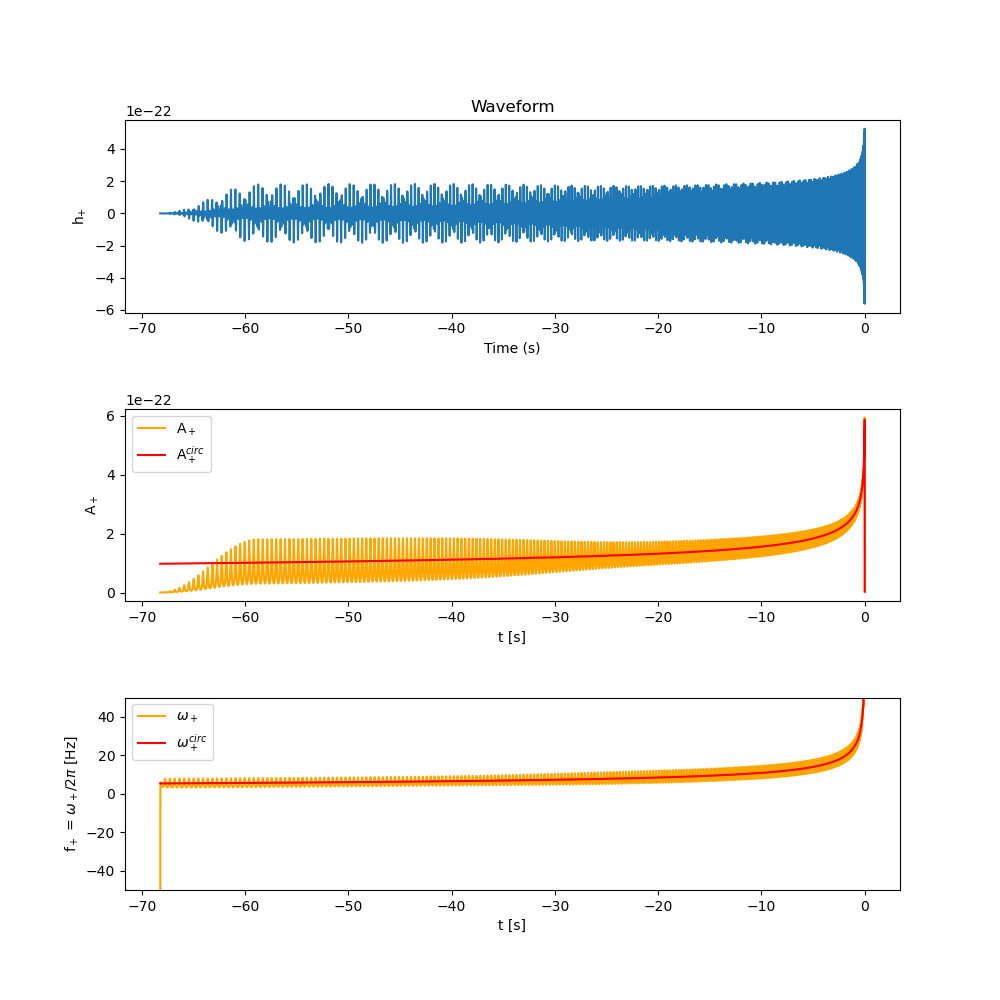 Waveform
1e−22
h₊
4
2
0
−2
−4
−6
−70 −60 −50 −40 −30 −20 −10 0
Time (s)
1e−22
A₊
6
4
2
0
A₊
A₊ᶜⁱʳᶜ
−70 −60 −50 −40 −30 −20 −10 0
t [s]
f₊ = ω₊/2π [Hz]
40
20
0
−20
−40
ω₊
ω₊ᶜⁱʳᶜ
−70 −60 −50 −40 −30 −20 −10 0
t [s]